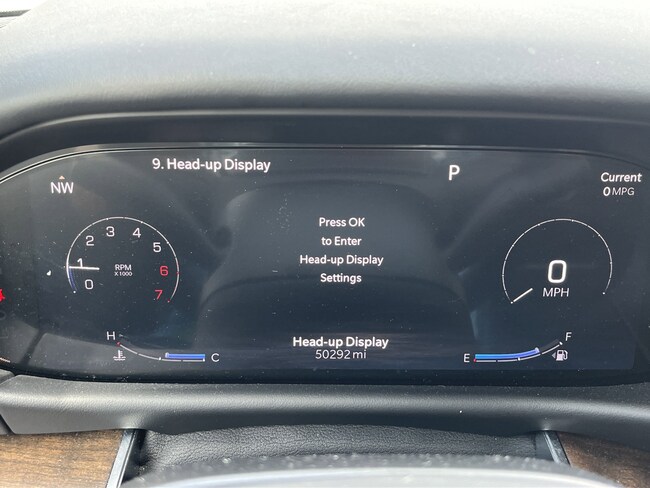 9. Head-up Display
P
NW
Current
0 MPG
Press OK
to Enter
Head-up Display
Settings
0
1
2
3
4
5
6
7
RPM
X 1000
0
MPH
H
C
Head-up Display
50292 mi
E
F